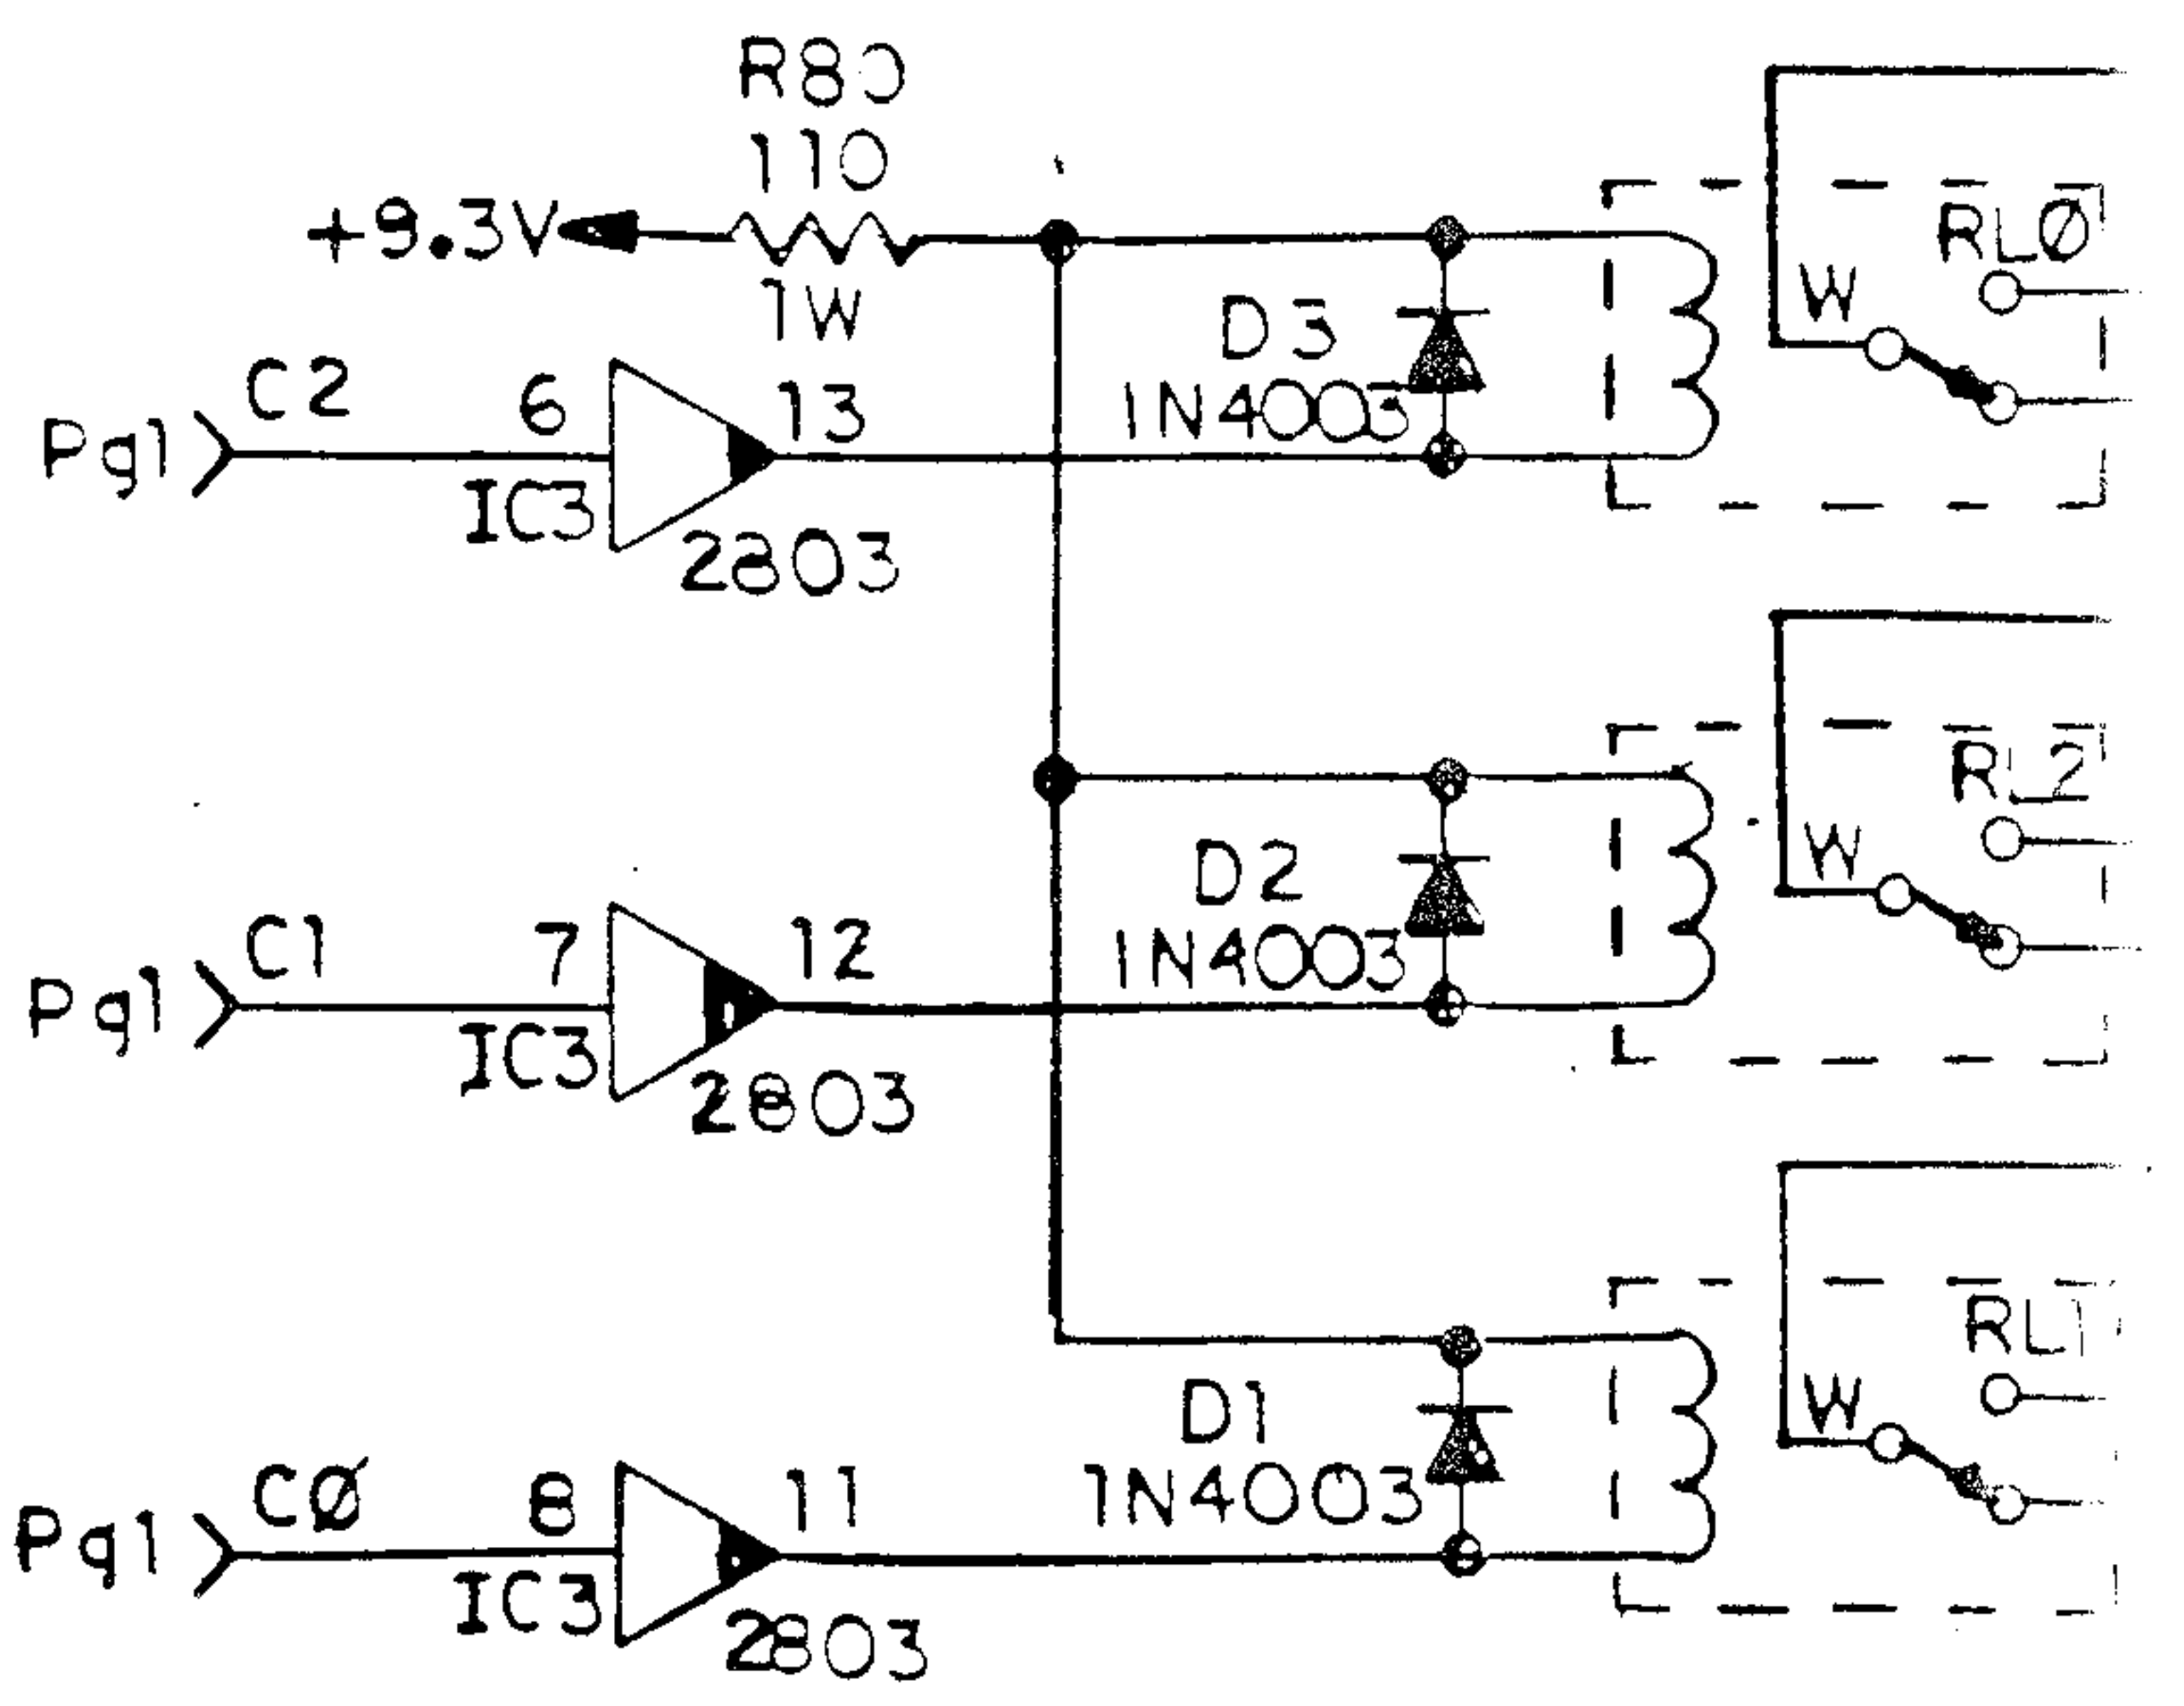 R80
110
+9.3V
1W
RLØ
W
D3
1N4003
C2
6
13
Pg1
IC3
2803
RL2
W
D2
1N4003
C1
7
12
Pg1
IC3
2803
RL1
W
D1
1N4003
CØ
8
11
Pg1
IC3
2803